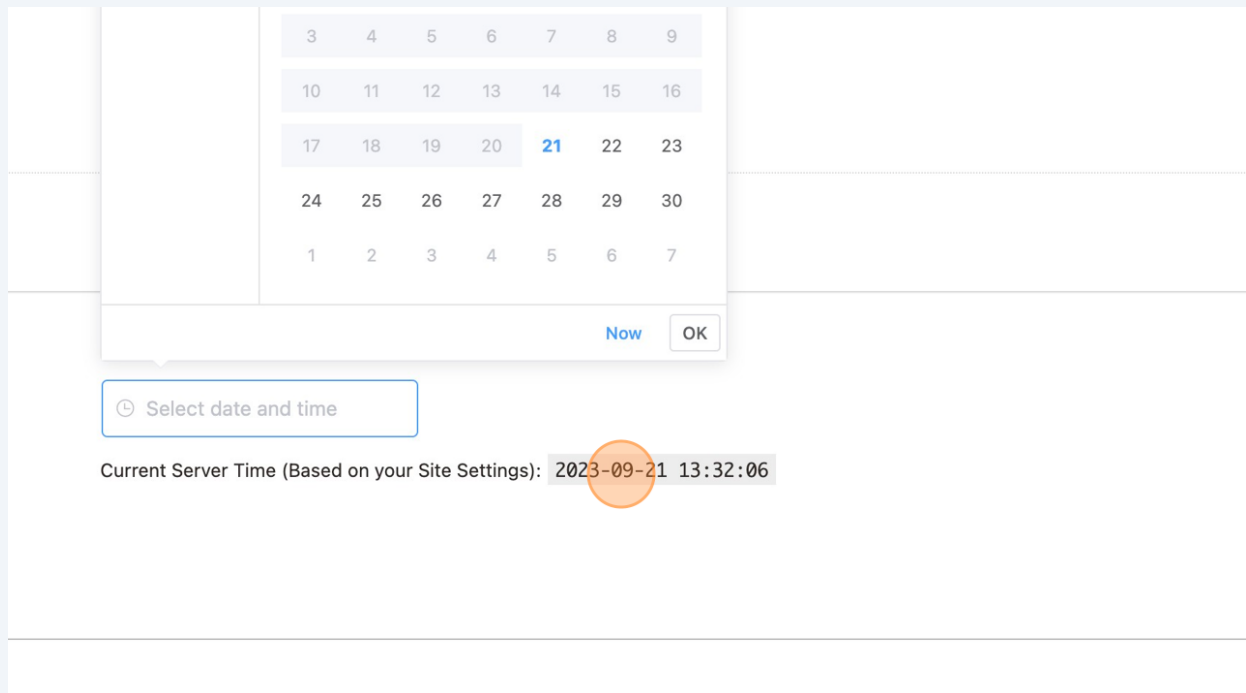 3 4 5 6 7 8 9
10 11 12 13 14 15 16
17 18 19 20 21 22 23
24 25 26 27 28 29 30
1 2 3 4 5 6 7
Now OK
Select date and time
Current Server Time (Based on your Site Settings): 2023-09-21 13:32:06